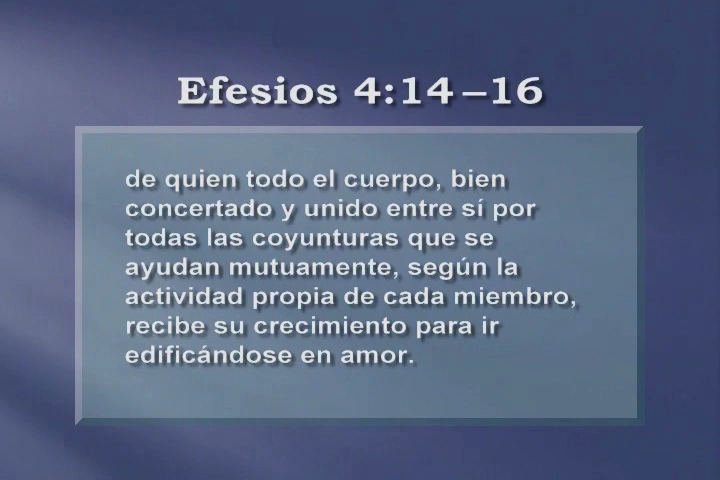 Efesios 4:14–16
de quien todo el cuerpo, bien
concertado y unido entre sí por
todas las coyunturas que se
ayudan mutuamente, según la
actividad propia de cada miembro,
recibe su crecimiento para ir
edificándose en amor.